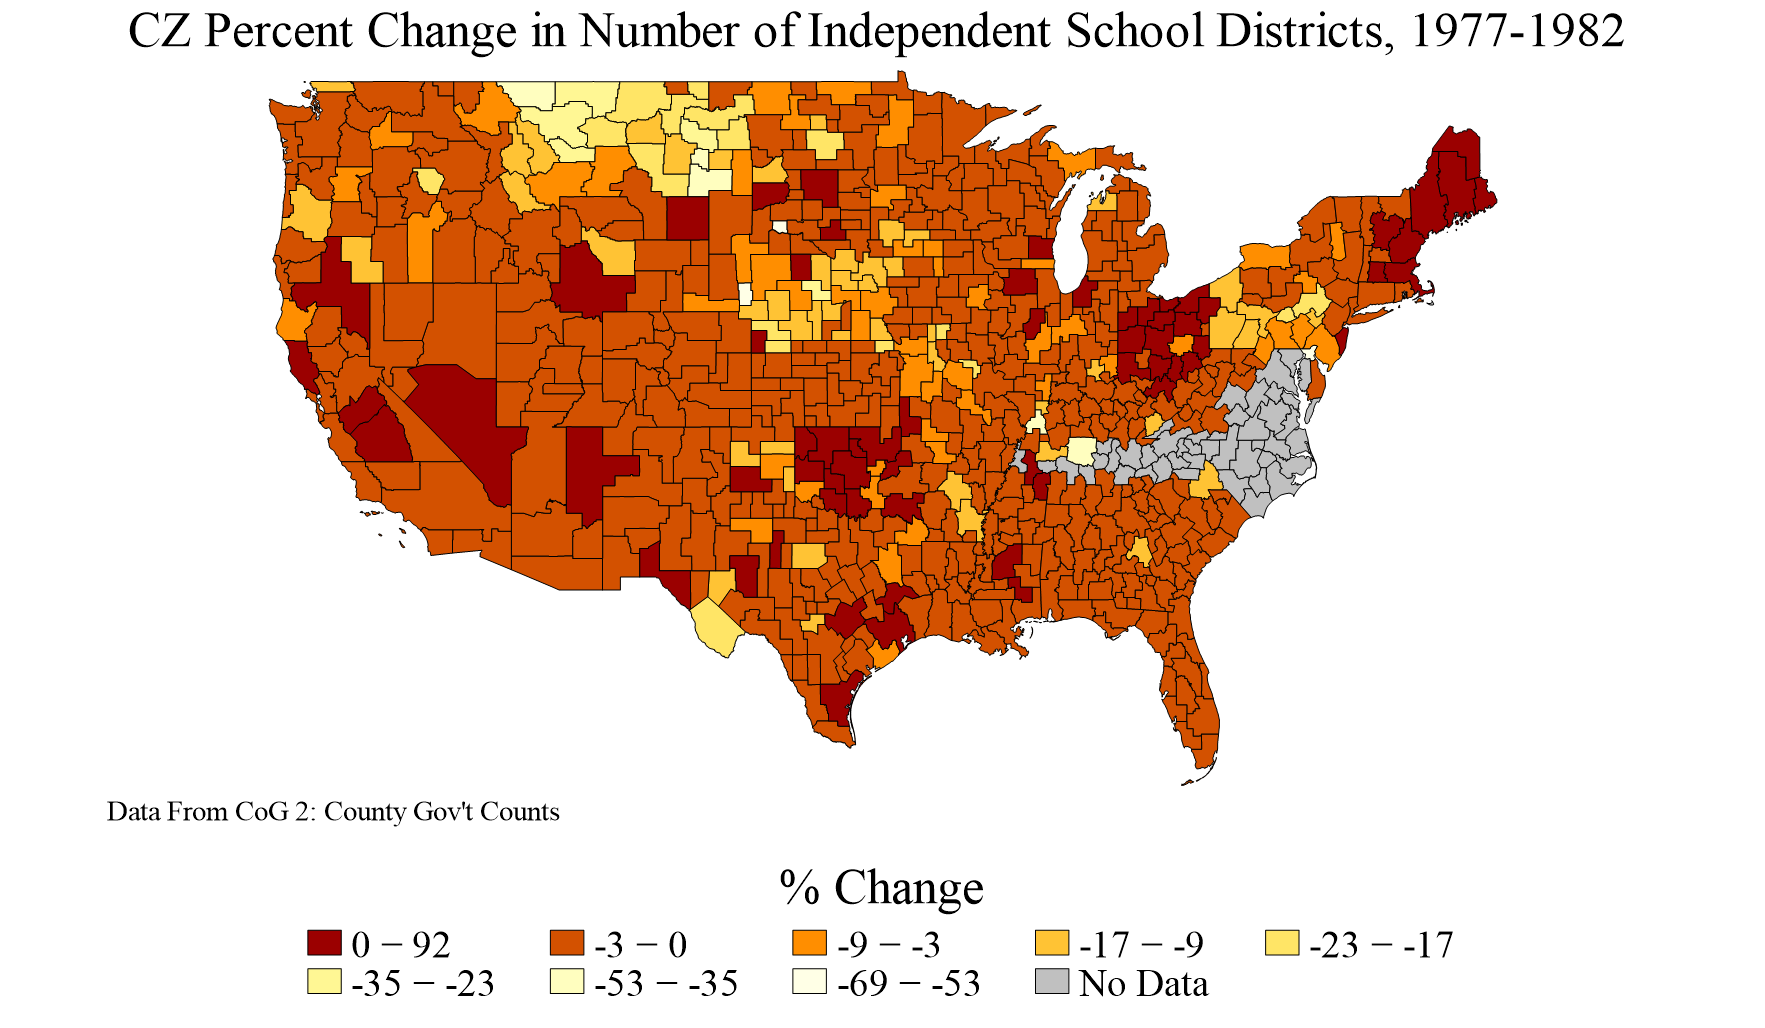 CZ Percent Change in Number of Independent School Districts, 1977-1982
Data From CoG 2: County Gov't Counts
% Change
0 − 92
-3 − 0
-9 − -3
-17 − -9
-23 − -17
-35 − -23
-53 − -35
-69 − -53
No Data